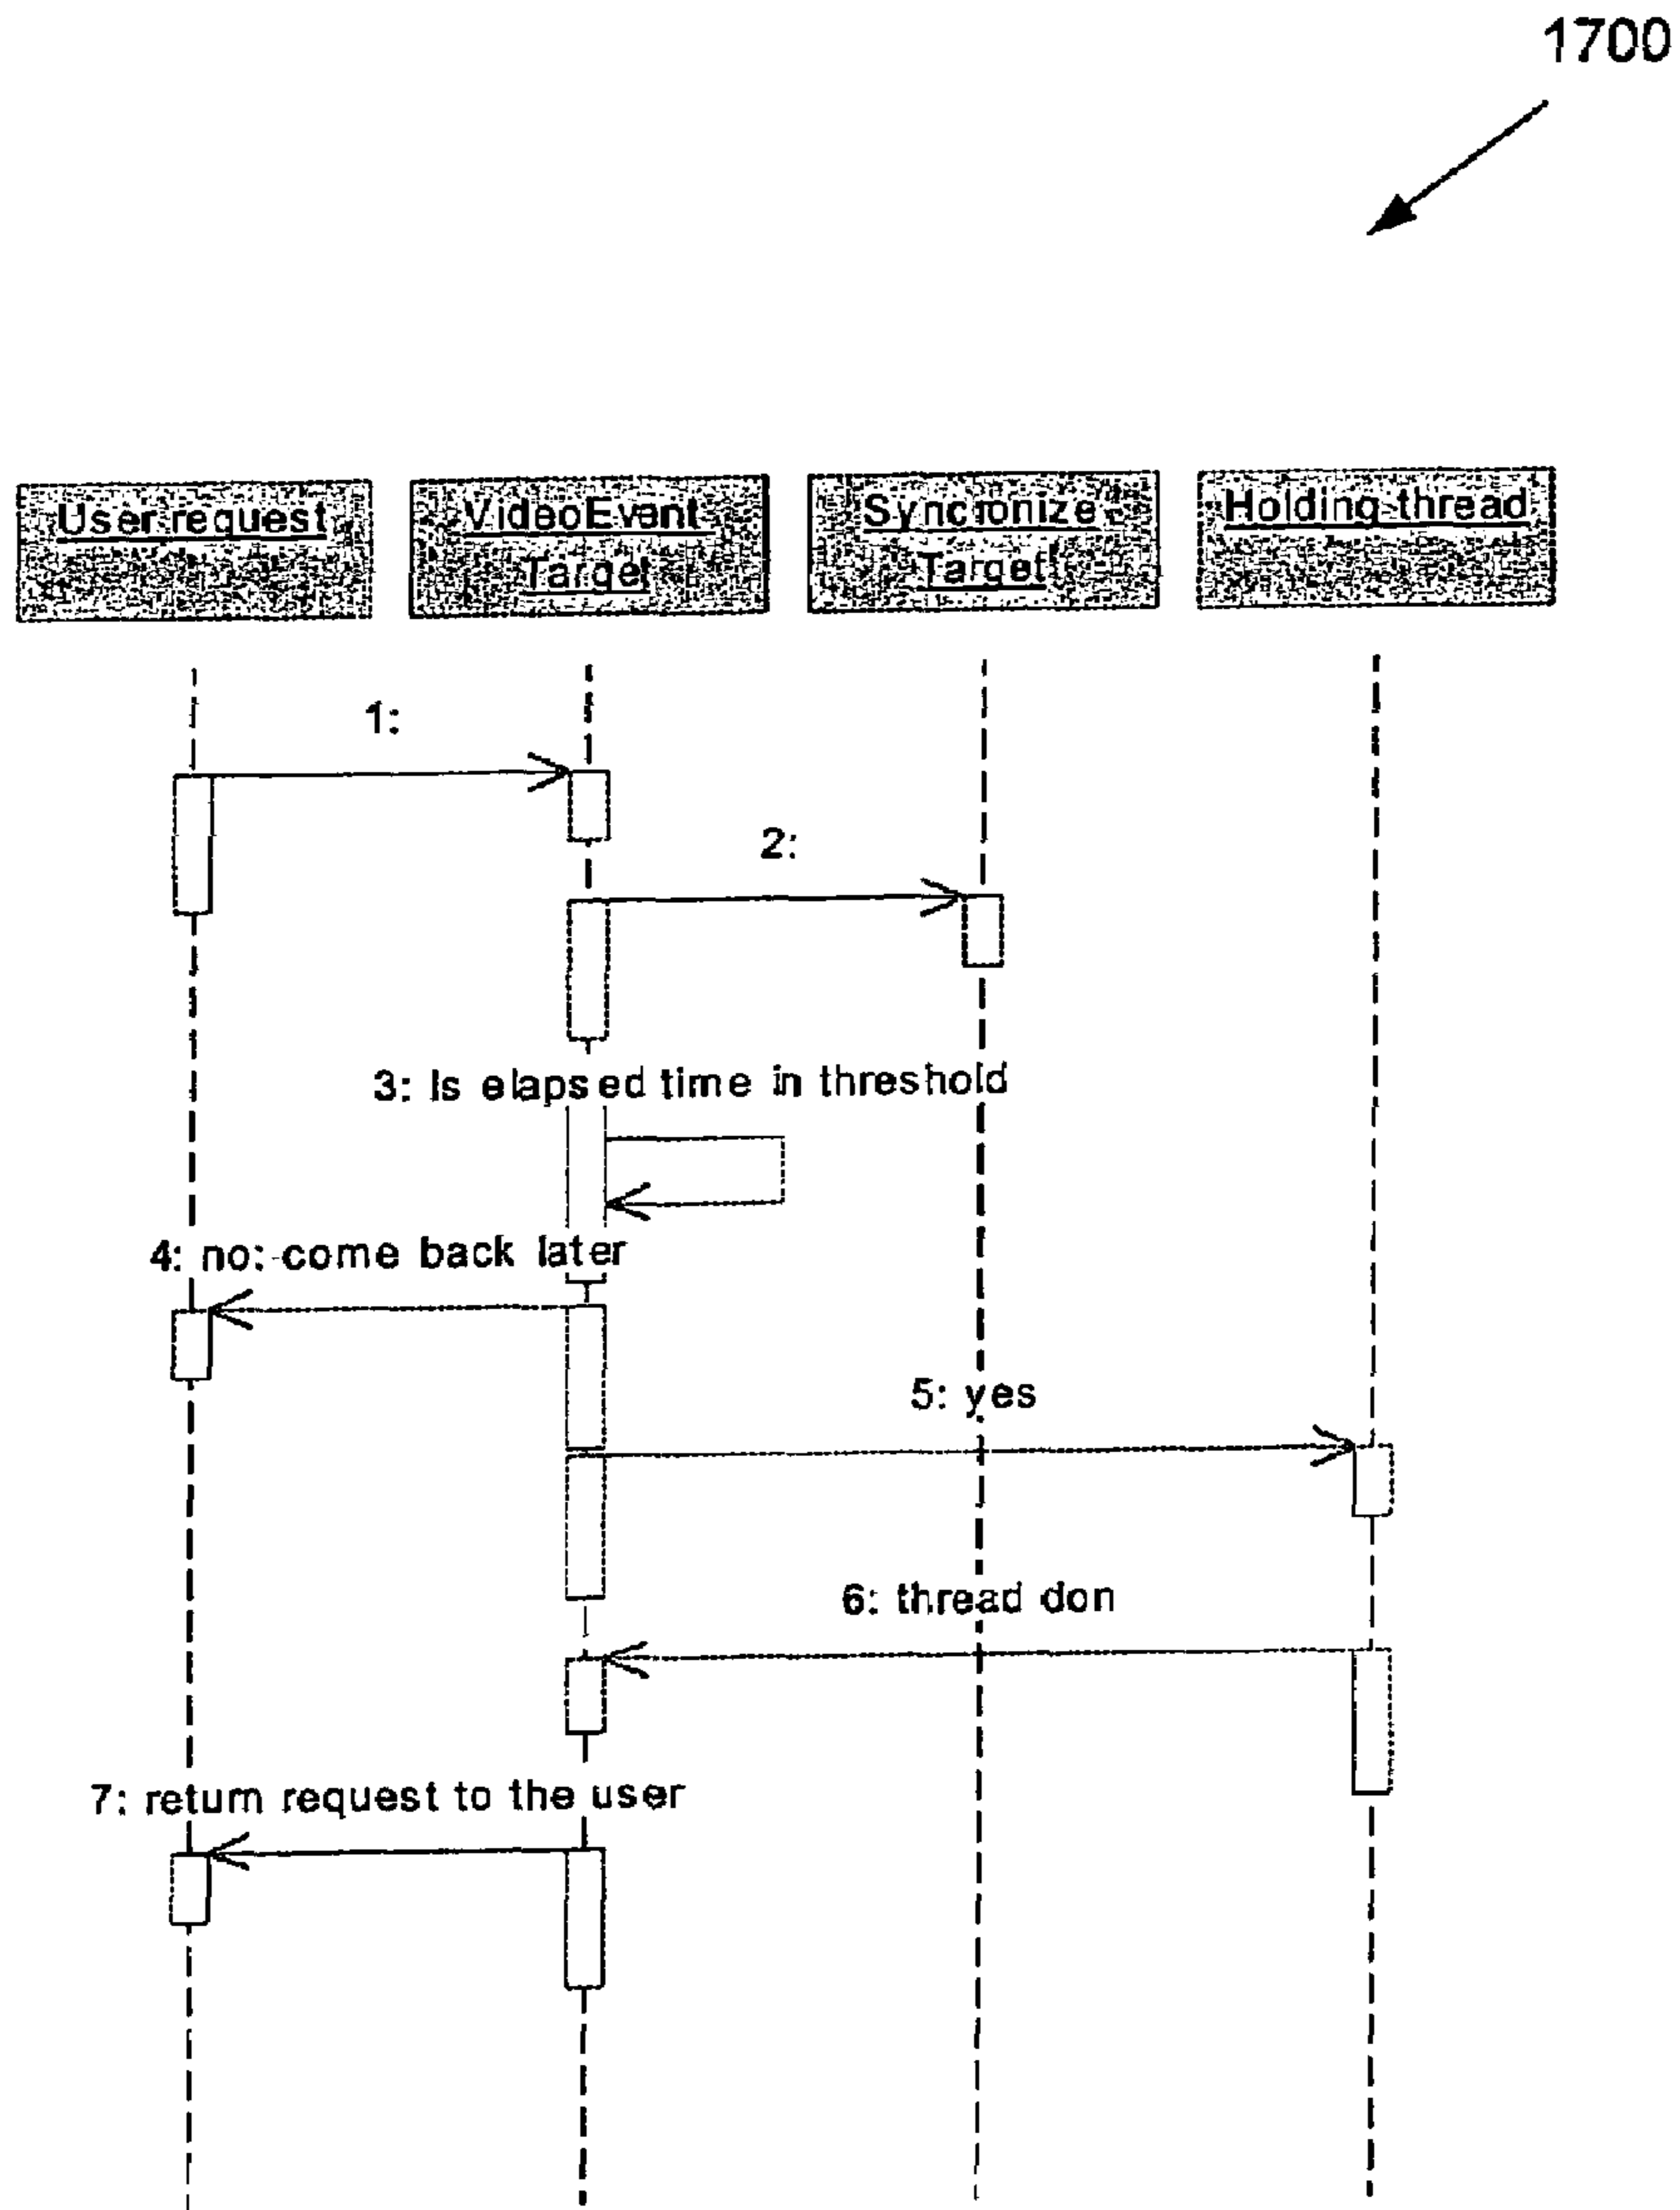 1700
User request
VideoEvent
Target
Syncronize
Target
Holding thread
1:
2:
3: Is elapsed time in threshold
4: no: come back later
5: yes
6: thread don
7: return request to the user